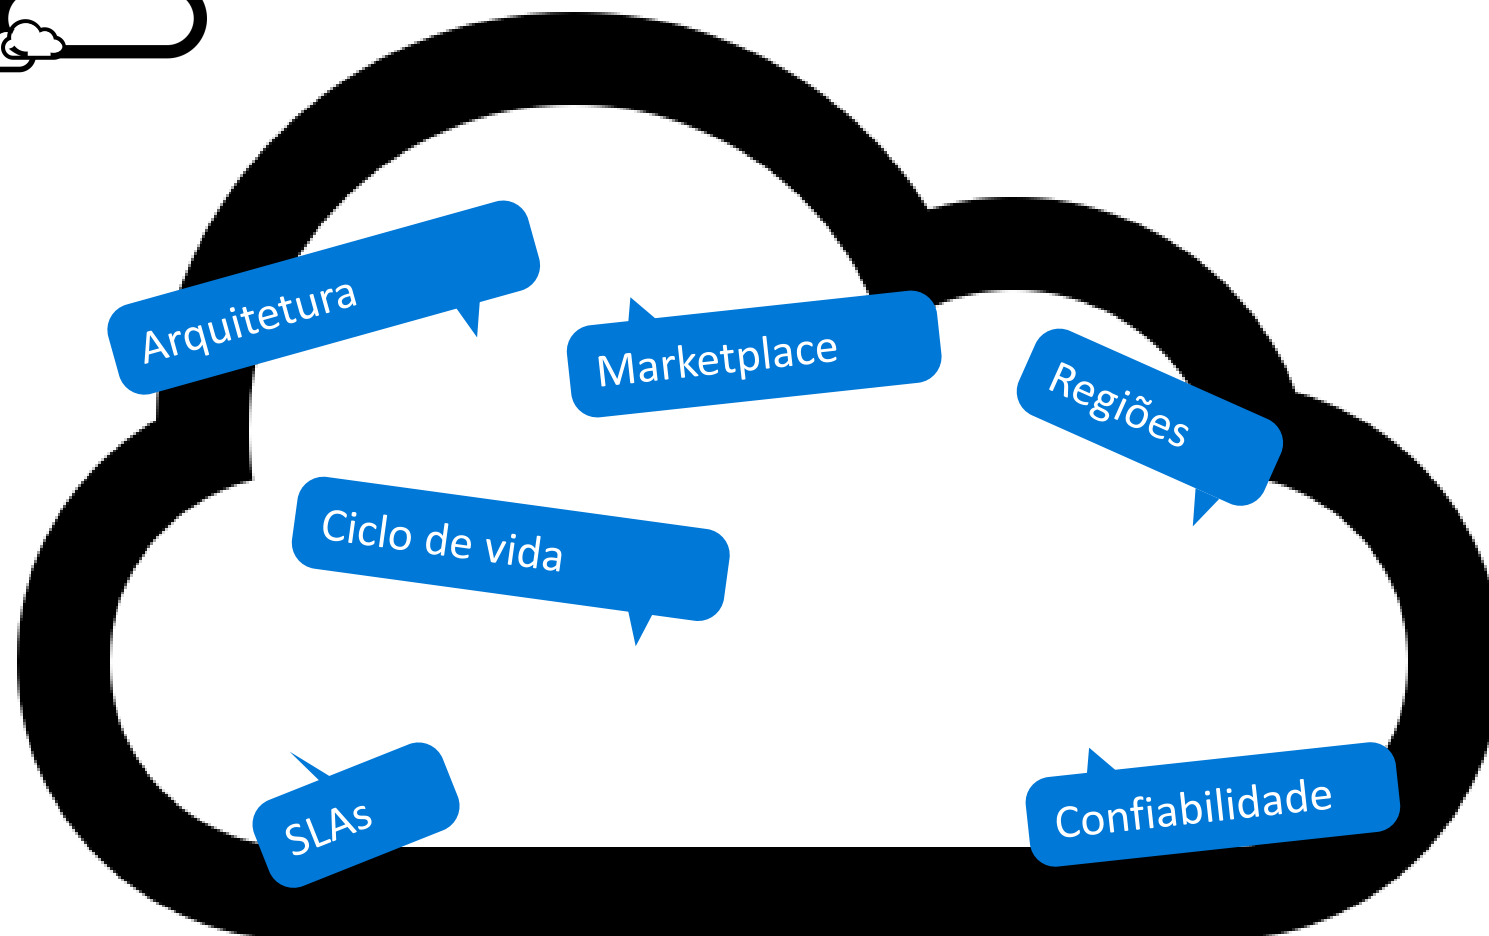 Arquitetura
Marketplace
Regiões
Ciclo de vida
SLAs
Confiabilidade